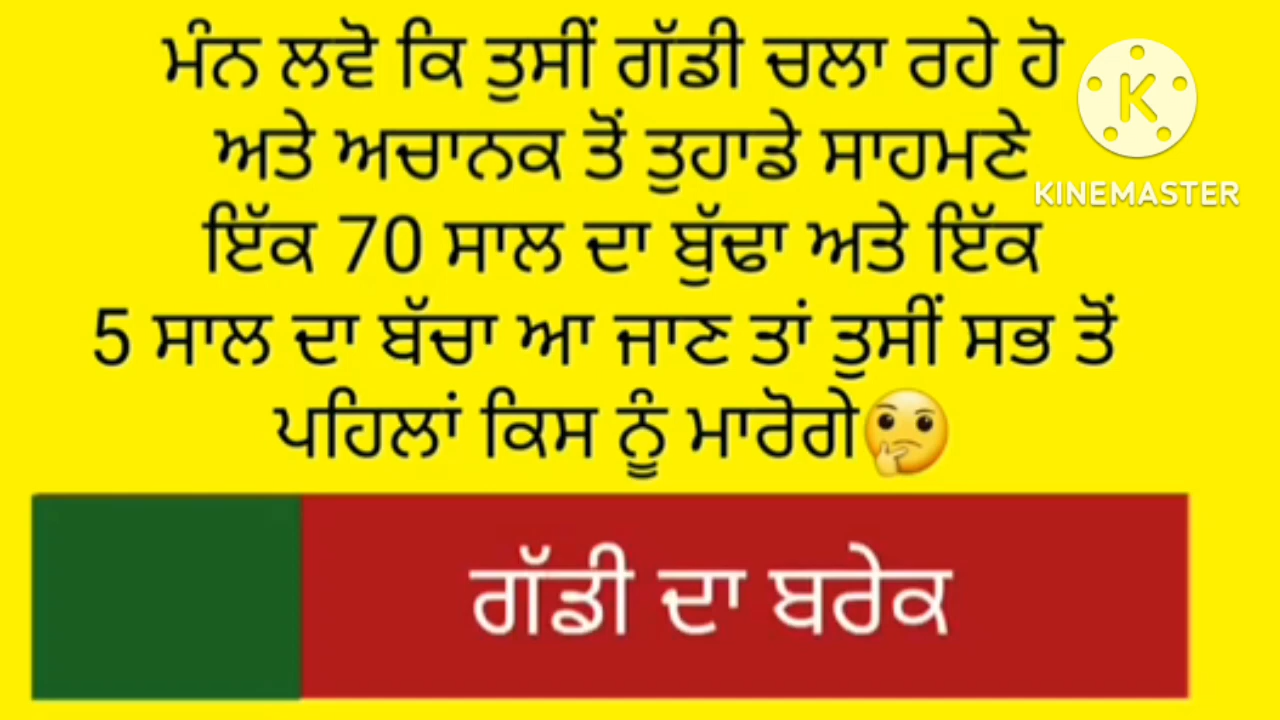 ਮੰਨ ਲਵੋ ਕਿ ਤੁਸੀਂ ਗੱਡੀ ਚਲਾ ਰਹੇ ਹੋ
ਅਤੇ ਅਚਾਨਕ ਤੋਂ ਤੁਹਾਡੇ ਸਾਹਮਣੇ
K
KINEMASTER
ਇੱਕ 70 ਸਾਲ ਦਾ ਬੁੱਢਾ ਅਤੇ ਇੱਕ
5 ਸਾਲ ਦਾ ਬੱਚਾ ਆ ਜਾਣ ਤਾਂ ਤੁਸੀਂ ਸਭ ਤੋਂ
ਪਹਿਲਾਂ ਕਿਸ ਨੂੰ ਮਾਰੋਗੇ🤔
ਗੱਡੀ ਦਾ ਬਰੇਕ